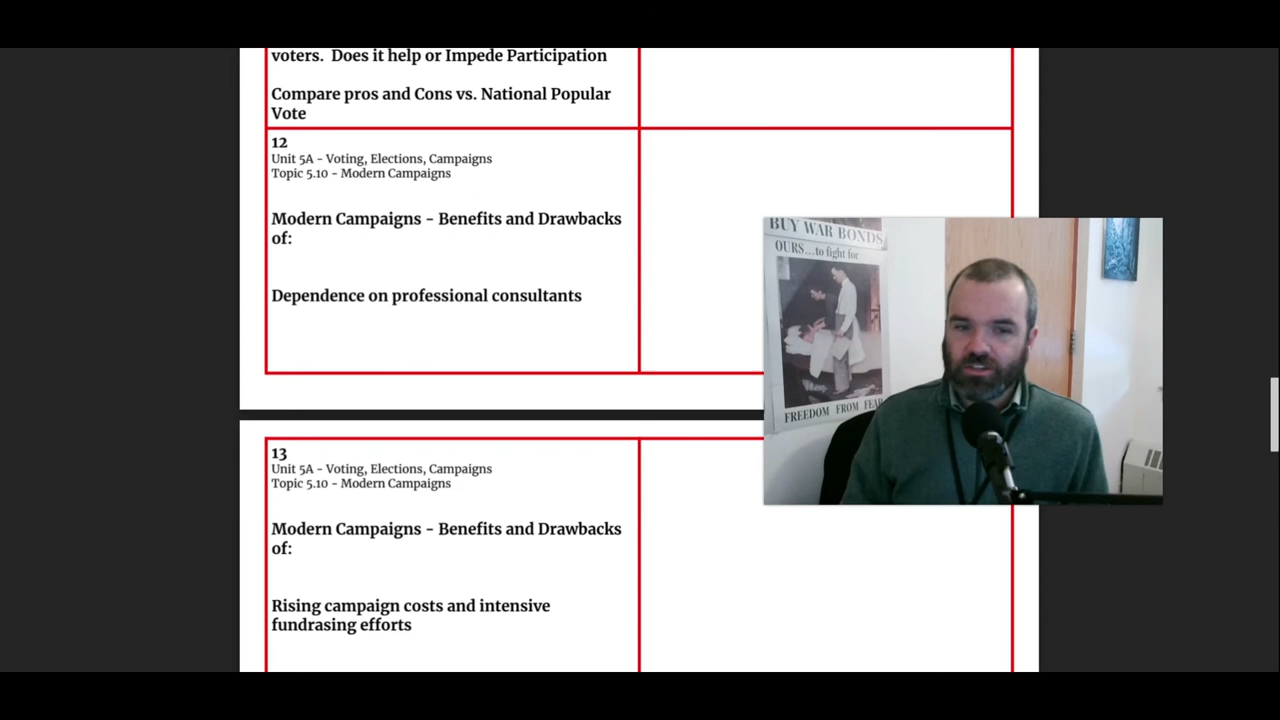 voters.  Does it help or Impede Participation
Compare pros and Cons vs. National Popular
Vote
12
Unit 5A - Voting, Elections, Campaigns
Topic 5.10 - Modern Campaigns
Modern Campaigns - Benefits and Drawbacks
of:
Dependence on professional consultants
BUY WAR BONDS
OURS...to fight for
FREEDOM FROM FEAR
13
Unit 5A - Voting, Elections, Campaigns
Topic 5.10 - Modern Campaigns
Modern Campaigns - Benefits and Drawbacks
of:
Rising campaign costs and intensive
fundrasing efforts